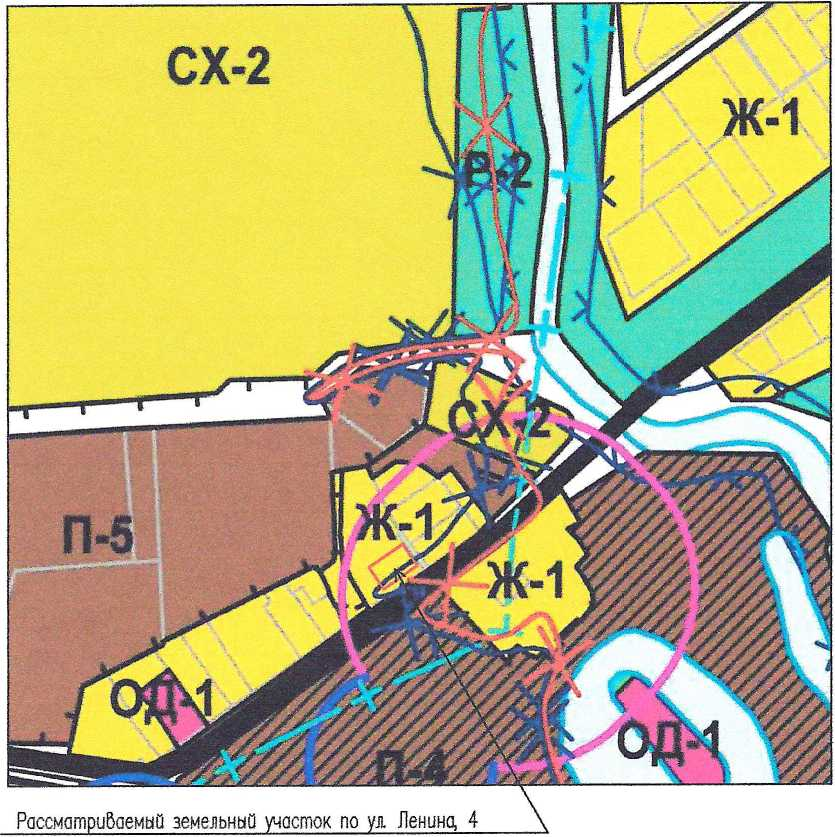 СХ-2
Ж-1
Р-2
СХ-2
Ж-1
П-5
Ж-1
ОД-1
ОД-1
П-4
Рассматриваемый земельный участок по ул. Ленина, 4